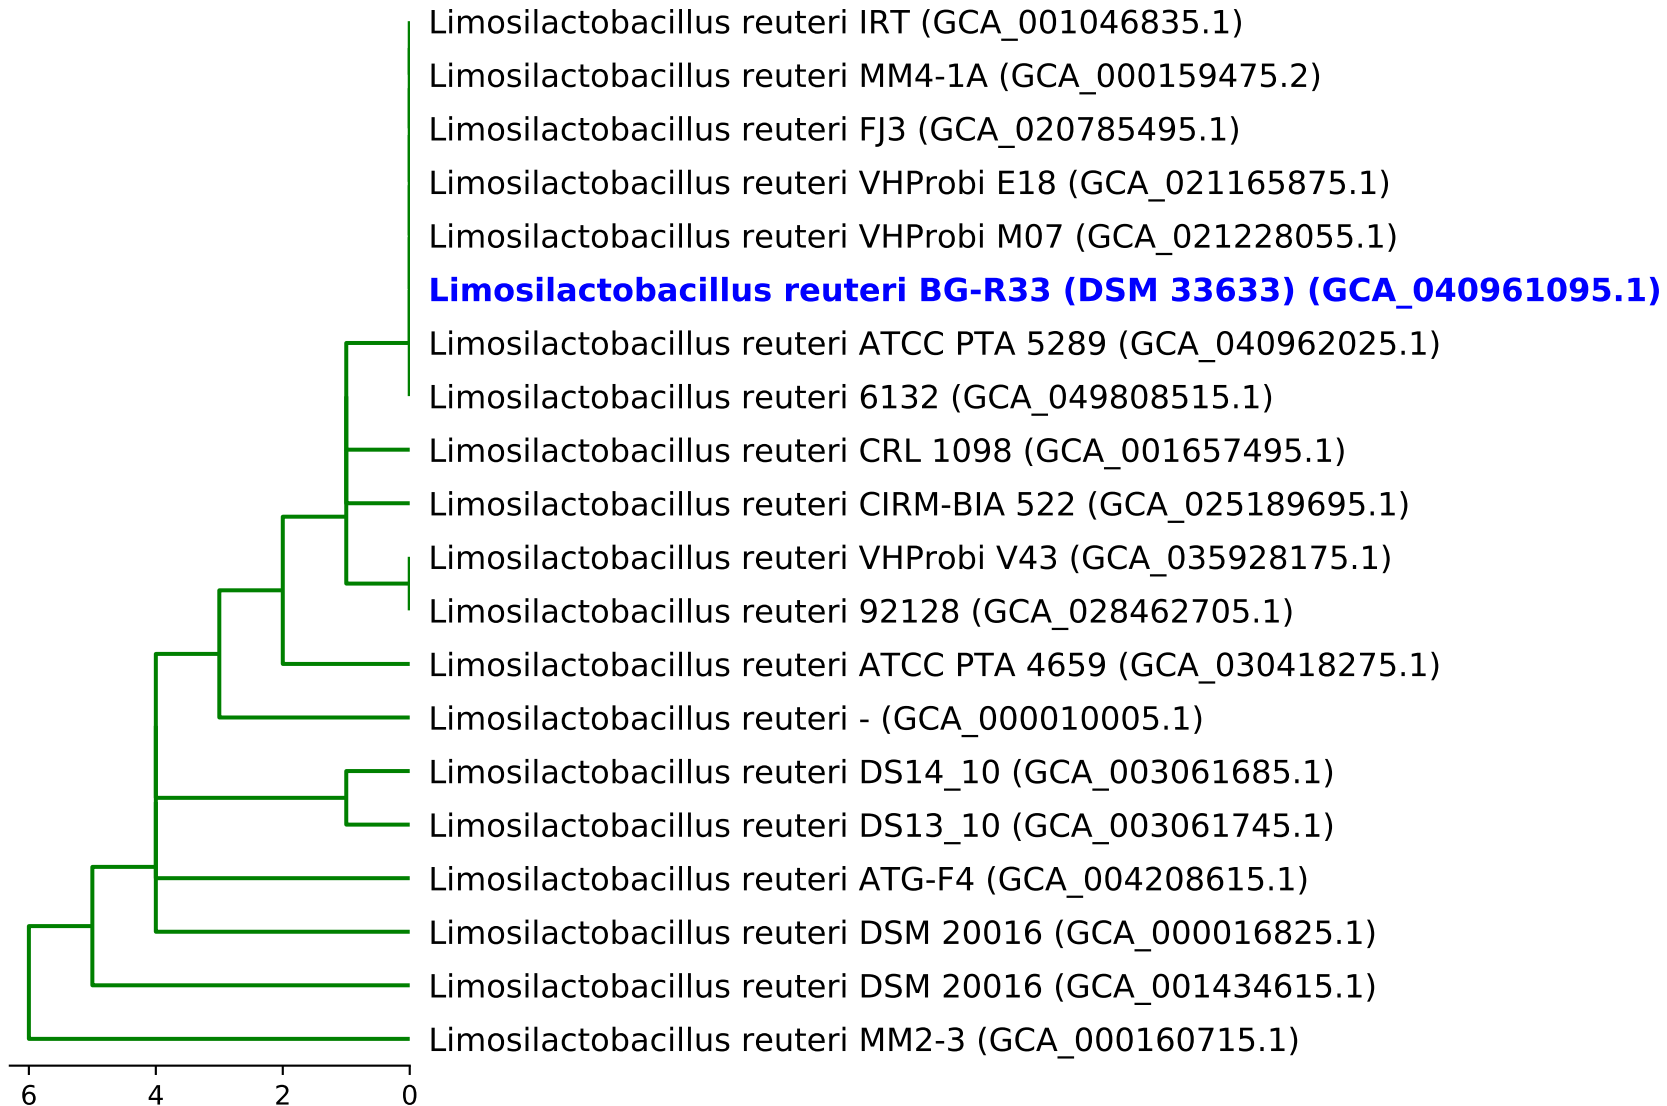 Limosilactobacillus reuteri IRT (GCA_001046835.1)
Limosilactobacillus reuteri MM4-1A (GCA_000159475.2)
Limosilactobacillus reuteri FJ3 (GCA_020785495.1)
Limosilactobacillus reuteri VHProbi E18 (GCA_021165875.1)
Limosilactobacillus reuteri VHProbi M07 (GCA_021228055.1)
Limosilactobacillus reuteri BG-R33 (DSM 33633) (GCA_040961095.1)
Limosilactobacillus reuteri ATCC PTA 5289 (GCA_040962025.1)
Limosilactobacillus reuteri 6132 (GCA_049808515.1)
Limosilactobacillus reuteri CRL 1098 (GCA_001657495.1)
Limosilactobacillus reuteri CIRM-BIA 522 (GCA_025189695.1)
Limosilactobacillus reuteri VHProbi V43 (GCA_035928175.1)
Limosilactobacillus reuteri 92128 (GCA_028462705.1)
Limosilactobacillus reuteri ATCC PTA 4659 (GCA_030418275.1)
Limosilactobacillus reuteri - (GCA_000010005.1)
Limosilactobacillus reuteri DS14_10 (GCA_003061685.1)
Limosilactobacillus reuteri DS13_10 (GCA_003061745.1)
Limosilactobacillus reuteri ATG-F4 (GCA_004208615.1)
Limosilactobacillus reuteri DSM 20016 (GCA_000016825.1)
Limosilactobacillus reuteri DSM 20016 (GCA_001434615.1)
Limosilactobacillus reuteri MM2-3 (GCA_000160715.1)
6 4 2 0